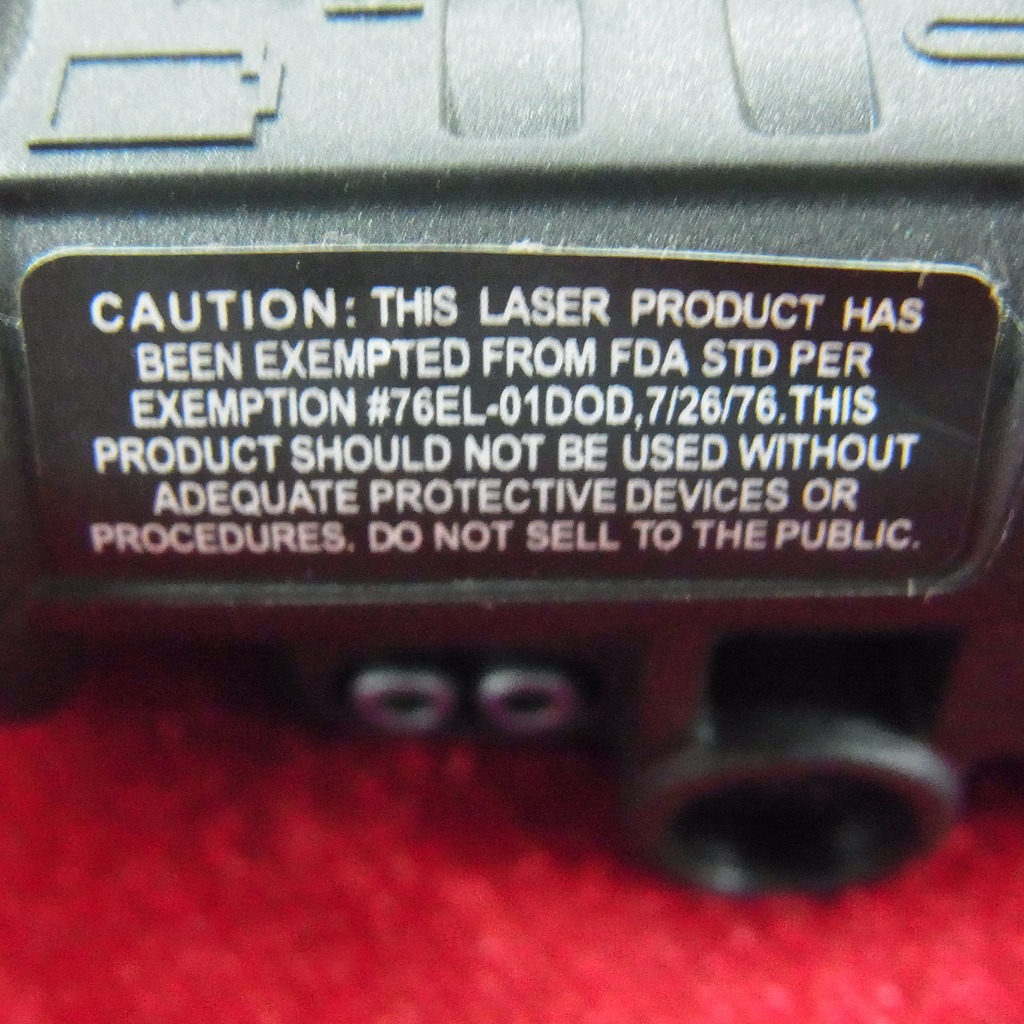 CAUTION: THIS LASER PRODUCT HAS
BEEN EXEMPTED FROM FDA STD PER
EXEMPTION #76EL-01DOD,7/26/76.THIS
PRODUCT SHOULD NOT BE USED WITHOUT
ADEQUATE PROTECTIVE DEVICES OR
PROCEDURES. DO NOT SELL TO THE PUBLIC.